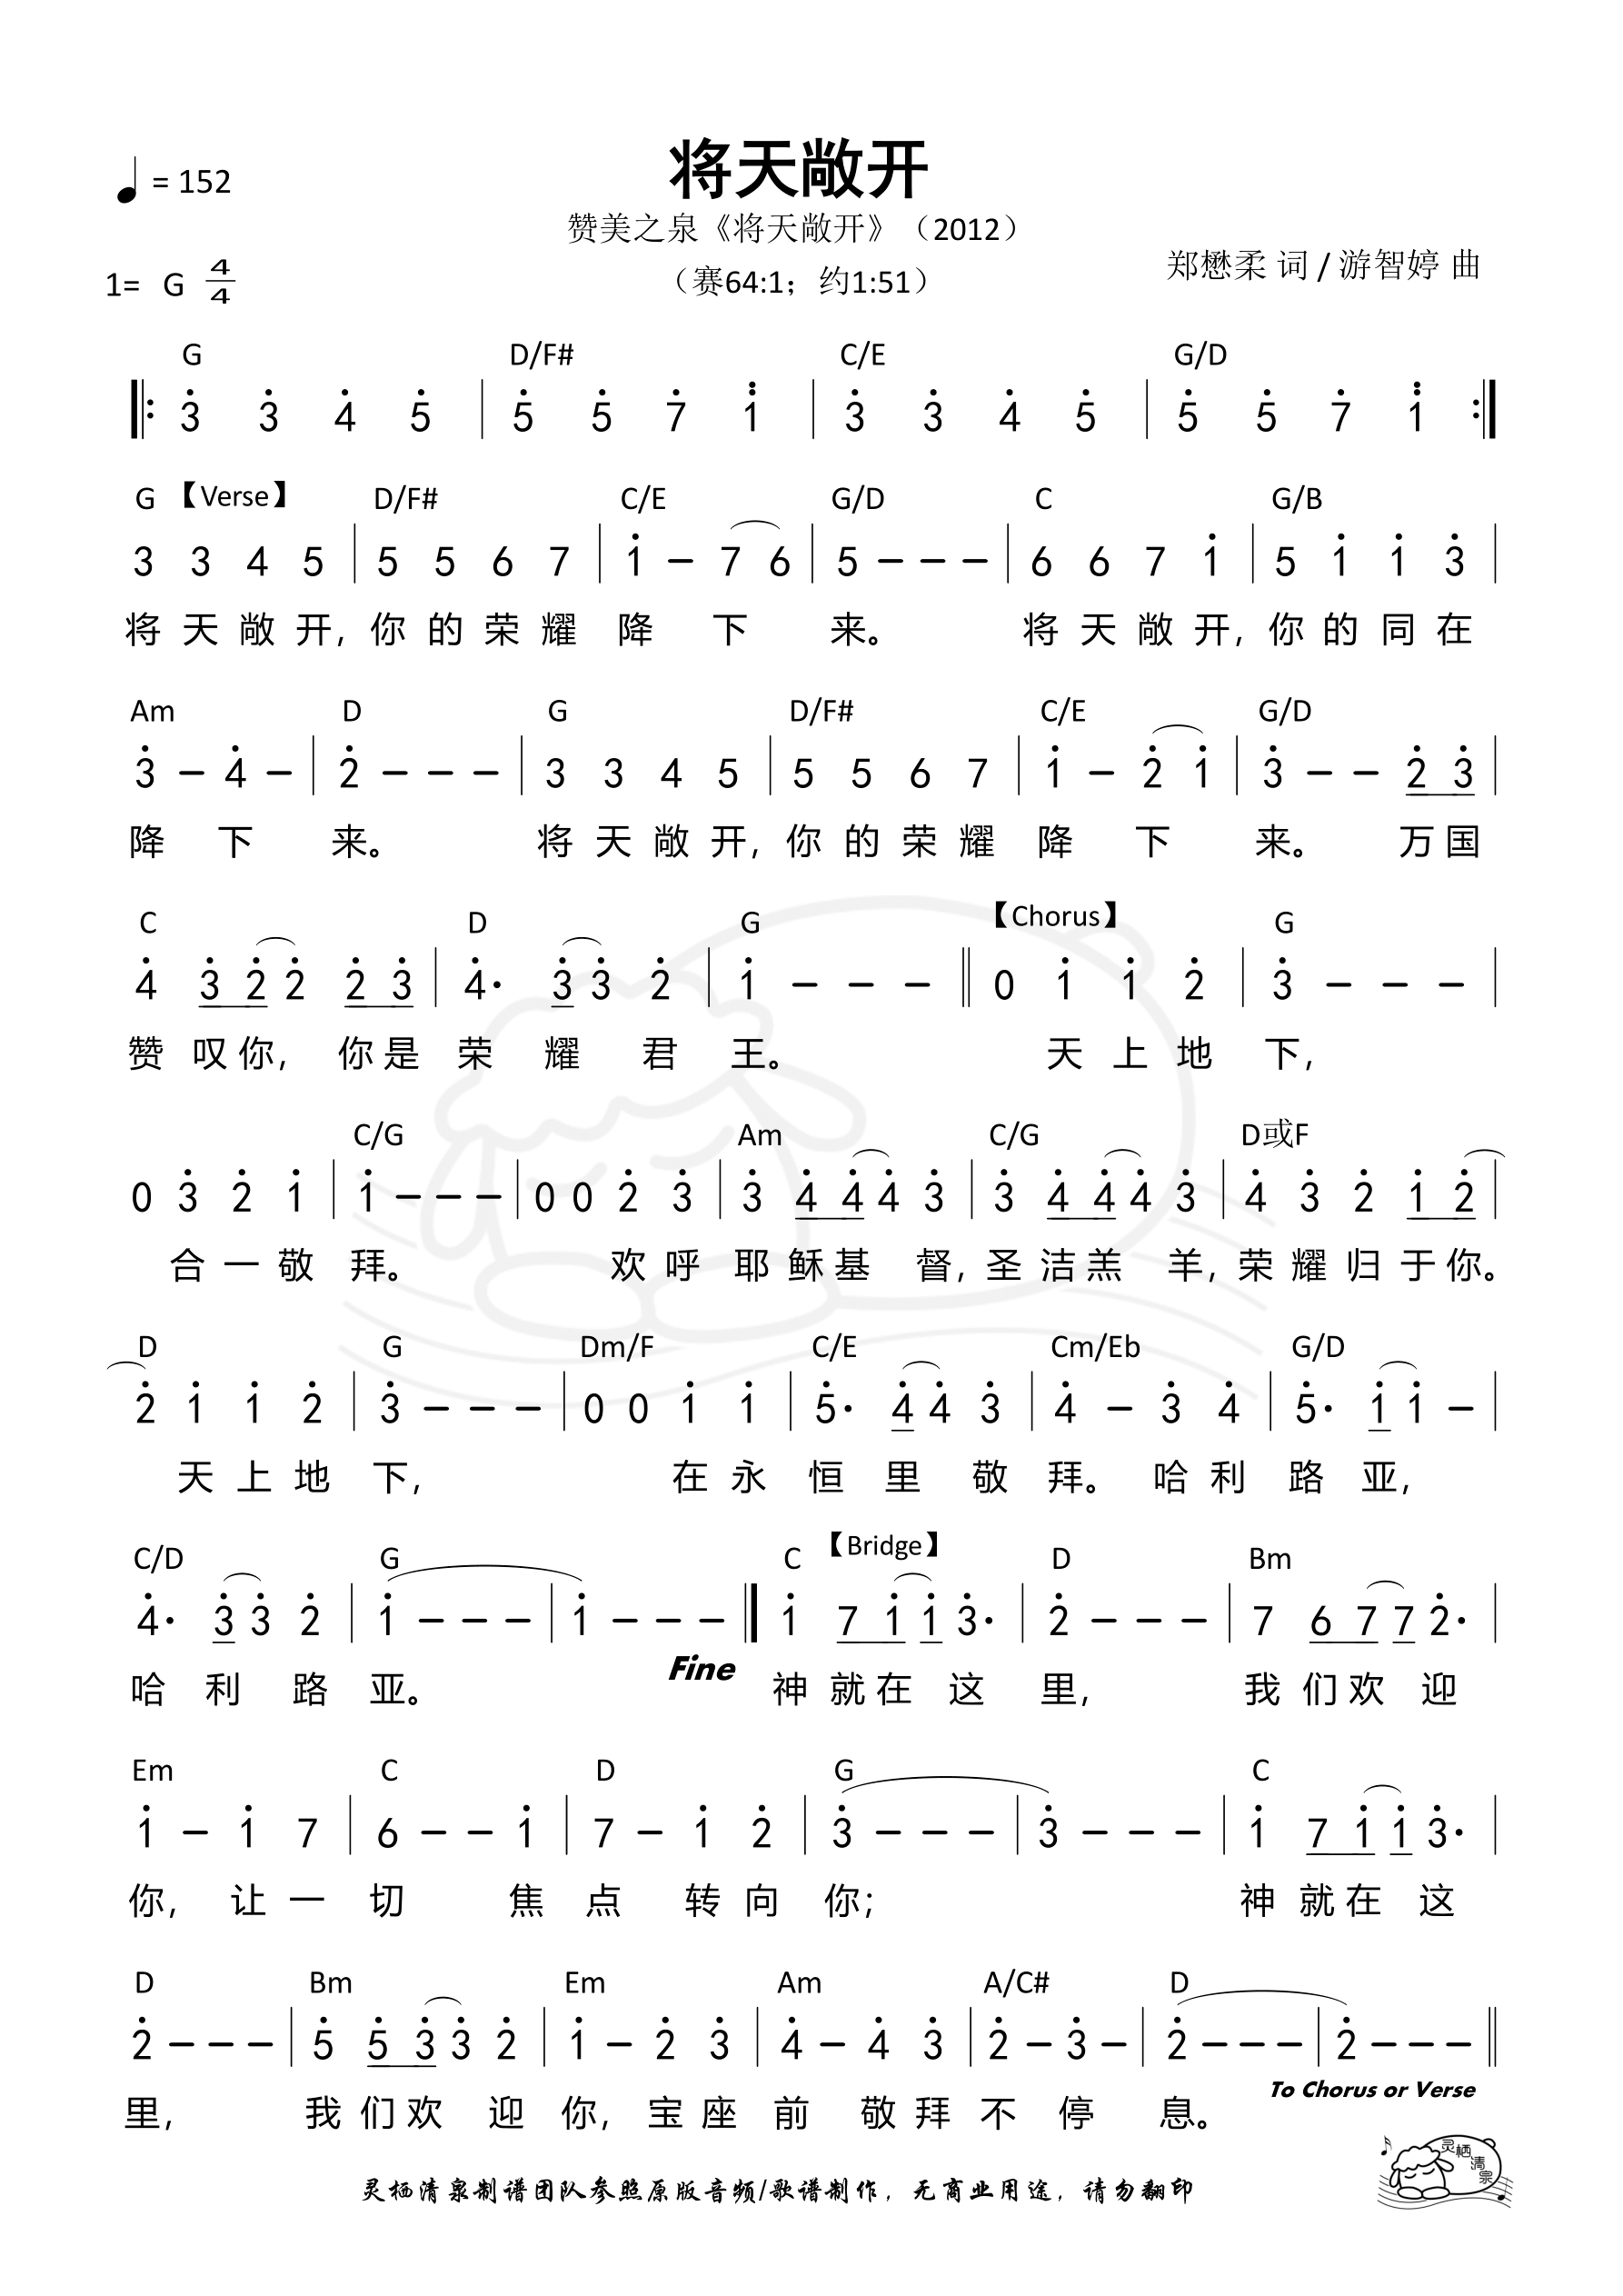 将天敞开
♩ = 152
赞美之泉《将天敞开》（2012）
郑懋柔 词 / 游智婷 曲
1= G 4/4
（赛64:1；约1:51）
G D/F# C/E G/D
3 3 4 5 5 5 7 1 3 3 4 5 5 5 7 1
G 【Verse】 D/F# C/E G/D C G/B
3 3 4 5 5 5 6 7 1 – 7 6 5 – – – 6 6 7 1 5 1 1 3
将 天 敞 开, 你 的 荣 耀 降 下 来。 将 天 敞 开, 你 的 同 在
Am D G D/F# C/E G/D
3 – 4 – 2 – – – 3 3 4 5 5 5 6 7 1 – 2 1 3 – – 2 3
降 下 来。 将 天 敞 开, 你 的 荣 耀 降 下 来。 万 国
C D G 【Chorus】 G
4 3 2 2 2 3 4· 3 3 2 1 – – – 0 1 1 2 3 – – –
赞 叹 你, 你 是 荣 耀 君 王。 天 上 地 下,
C/G Am C/G D或F
0 3 2 1 1 – – – 0 0 2 3 3 4 4 4 3 3 4 4 4 3 4 3 2 1 2
合 一 敬 拜。 欢 呼 耶 稣 基 督, 圣 洁 羔 羊, 荣 耀 归 于 你。
D G Dm/F C/E Cm/Eb G/D
2 1 1 2 3 – – – 0 0 1 1 5· 4 4 3 4 – 3 4 5· 1 1 –
天 上 地 下, 在 永 恒 里 敬 拜。 哈 利 路 亚,
C/D G C 【Bridge】 D Bm
4· 3 3 2 1 – – – 1 – – – 1 7 1 1 3· 2 – – – 7 6 7 7 2·
Fine
哈 利 路 亚。 神 就 在 这 里, 我 们 欢 迎
Em C D G C
1 – 1 7 6 – – 1 7 – 1 2 3 – – – 3 – – – 1 7 1 1 3·
你, 让 一 切 焦 点 转 向 你; 神 就 在 这
D Bm Em Am A/C# D
2 – – – 5 5 3 3 2 1 – 2 3 4 – 4 3 2 – 3 – 2 – – – 2 – – –
To Chorus or Verse
里, 我 们 欢 迎 你, 宝 座 前 敬 拜 不 停 息。
灵栖清泉
灵栖清泉制谱团队参照原版音频/歌谱制作，无商业用途，请勿翻印